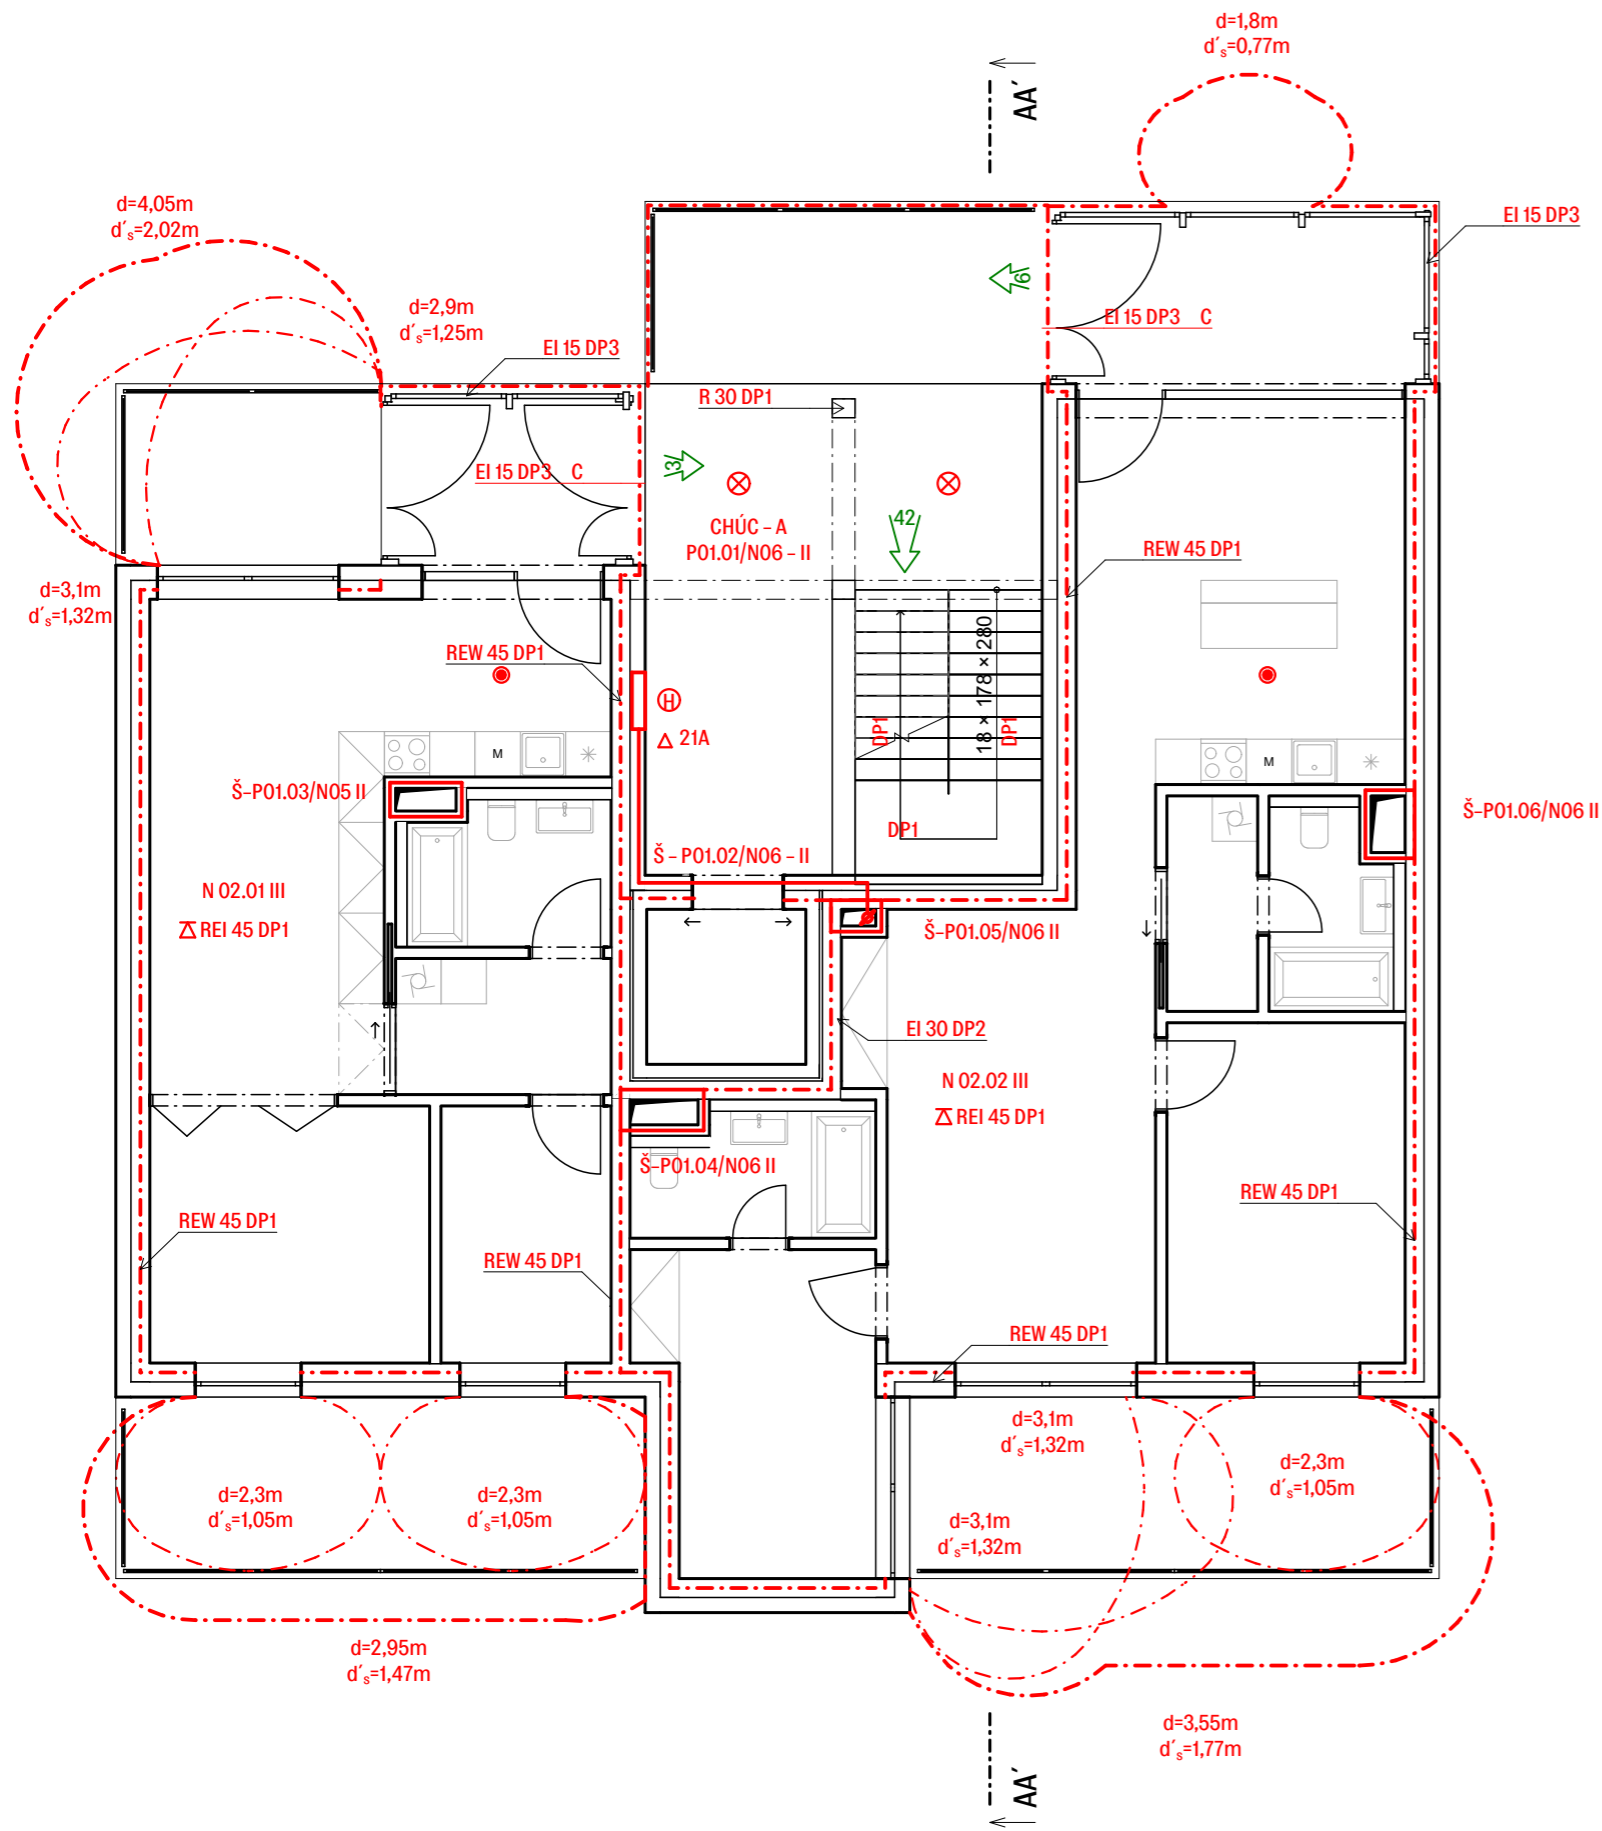 d=1,8m
d´s=0,77m
AA´
d=4,05m
d´s=2,02m
EI 15 DP3
6
d=2,9m
d´s=1,25m
EI 15 DP3 C
EI 15 DP3
R 30 DP1
3
EI 15 DP3 C
42
CHÚC – A
P01.01/N06 – II
REW 45 DP1
d=3,1m
d´s=1,32m
REW 45 DP1
18 × 178 × 280
H
21A
DP1
DP1
M
M
Š–P01.03/N05 II
Š–P01.06/N06 II
DP1
Š – P01.02/N06 – II
N 02.01 III
REI 45 DP1
Š–P01.05/N06 II
EI 30 DP2
N 02.02 III
REI 45 DP1
Š–P01.04/N06 II
REW 45 DP1
REW 45 DP1
REW 45 DP1
REW 45 DP1
d=3,1m
d´s=1,32m
d=2,3m
d´s=1,05m
d=2,3m
d´s=1,05m
d=2,3m
d´s=1,05m
d=3,1m
d´s=1,32m
d=2,95m
d´s=1,47m
d=3,55m
d´s=1,77m
AA´